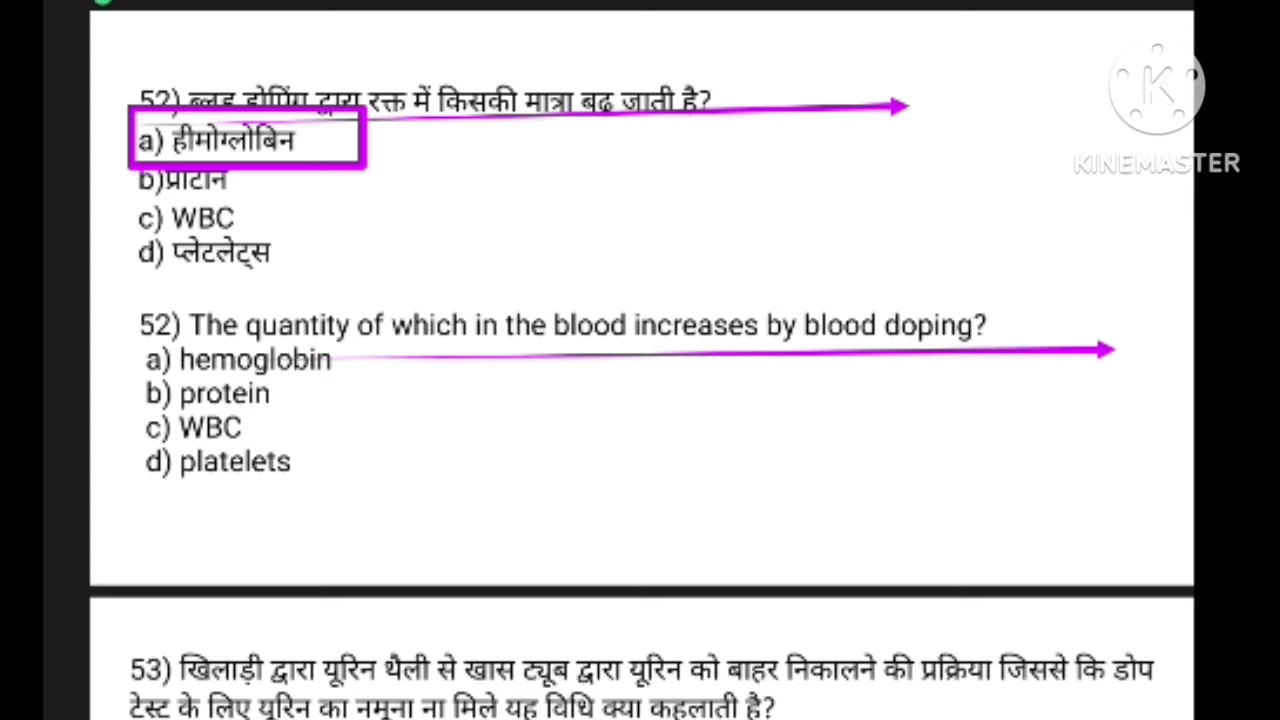 52) ब्लड डोपिंग द्वारा रक्त में किसकी मात्रा बढ़ जाती है?
a) हीमोग्लोबिन
b)प्रोटीन
c) WBC
d) प्लेटलेट्स
52) The quantity of which in the blood increases by blood doping?
a) hemoglobin
b) protein
c) WBC
d) platelets
53) खिलाड़ी द्वारा यूरिन थैली से खास ट्यूब द्वारा यूरिन को बाहर निकालने की प्रक्रिया जिससे कि डोप
टेस्ट के लिए यूरिन का नमूना ना मिले यह विधि क्या कहलाती है?
K
KINEMASTER